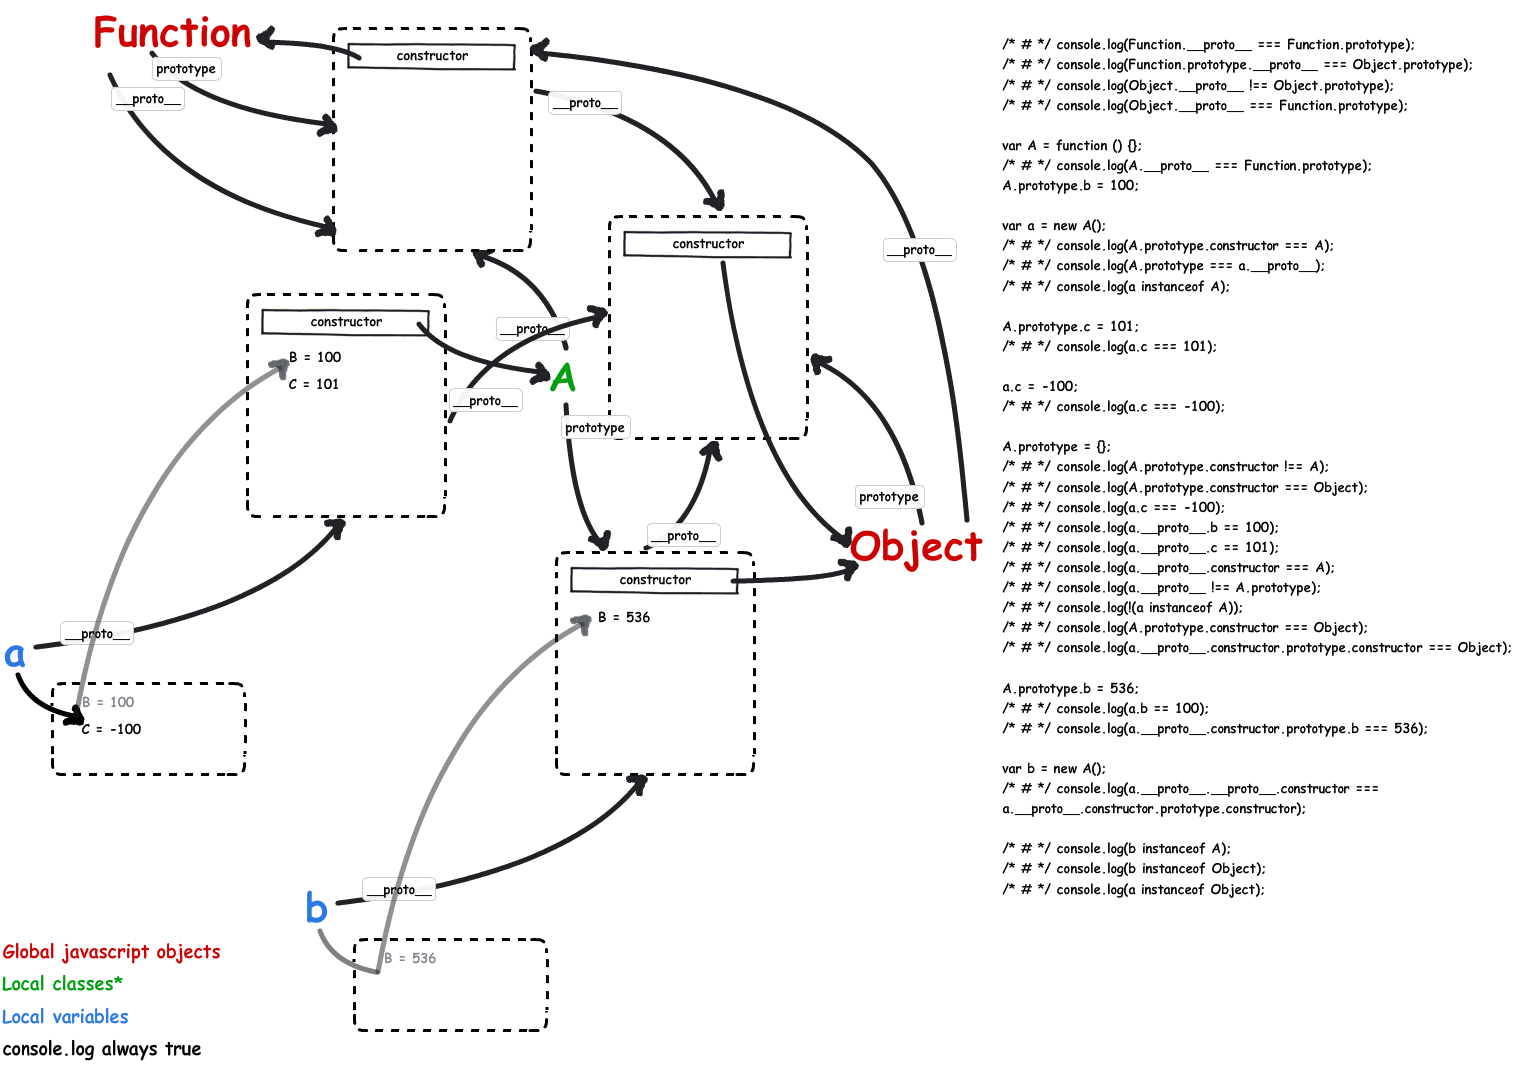 Function
constructor
prototype
__proto__
__proto__
constructor
__proto__
constructor
B = 100
C = 101
__proto__
__proto__
A
prototype
prototype
__proto__
Object
constructor
B = 536
__proto__
a
B = 100
C = -100
__proto__
b
B = 536
Global javascript objects
Local classes*
Local variables
console.log always true
/* # */ console.log(Function.__proto__ === Function.prototype);
/* # */ console.log(Function.prototype.__proto__ === Object.prototype);
/* # */ console.log(Object.__proto__ !== Object.prototype);
/* # */ console.log(Object.__proto__ === Function.prototype);
var A = function () {};
/* # */ console.log(A.__proto__ === Function.prototype);
A.prototype.b = 100;
var a = new A();
/* # */ console.log(A.prototype.constructor === A);
/* # */ console.log(A.prototype === a.__proto__);
/* # */ console.log(a instanceof A);
A.prototype.c = 101;
/* # */ console.log(a.c === 101);
a.c = -100;
/* # */ console.log(a.c === -100);
A.prototype = {};
/* # */ console.log(A.prototype.constructor !== A);
/* # */ console.log(A.prototype.constructor === Object);
/* # */ console.log(a.c === -100);
/* # */ console.log(a.__proto__.b == 100);
/* # */ console.log(a.__proto__.c == 101);
/* # */ console.log(a.__proto__.constructor === A);
/* # */ console.log(a.__proto__ !== A.prototype);
/* # */ console.log(!(a instanceof A));
/* # */ console.log(A.prototype.constructor === Object);
/* # */ console.log(a.__proto__.constructor.prototype.constructor === Object);
A.prototype.b = 536;
/* # */ console.log(a.b == 100);
/* # */ console.log(a.__proto__.constructor.prototype.b === 536);
var b = new A();
/* # */ console.log(a.__proto__.__proto__.constructor ===
a.__proto__.constructor.prototype.constructor);
/* # */ console.log(b instanceof A);
/* # */ console.log(b instanceof Object);
/* # */ console.log(a instanceof Object);